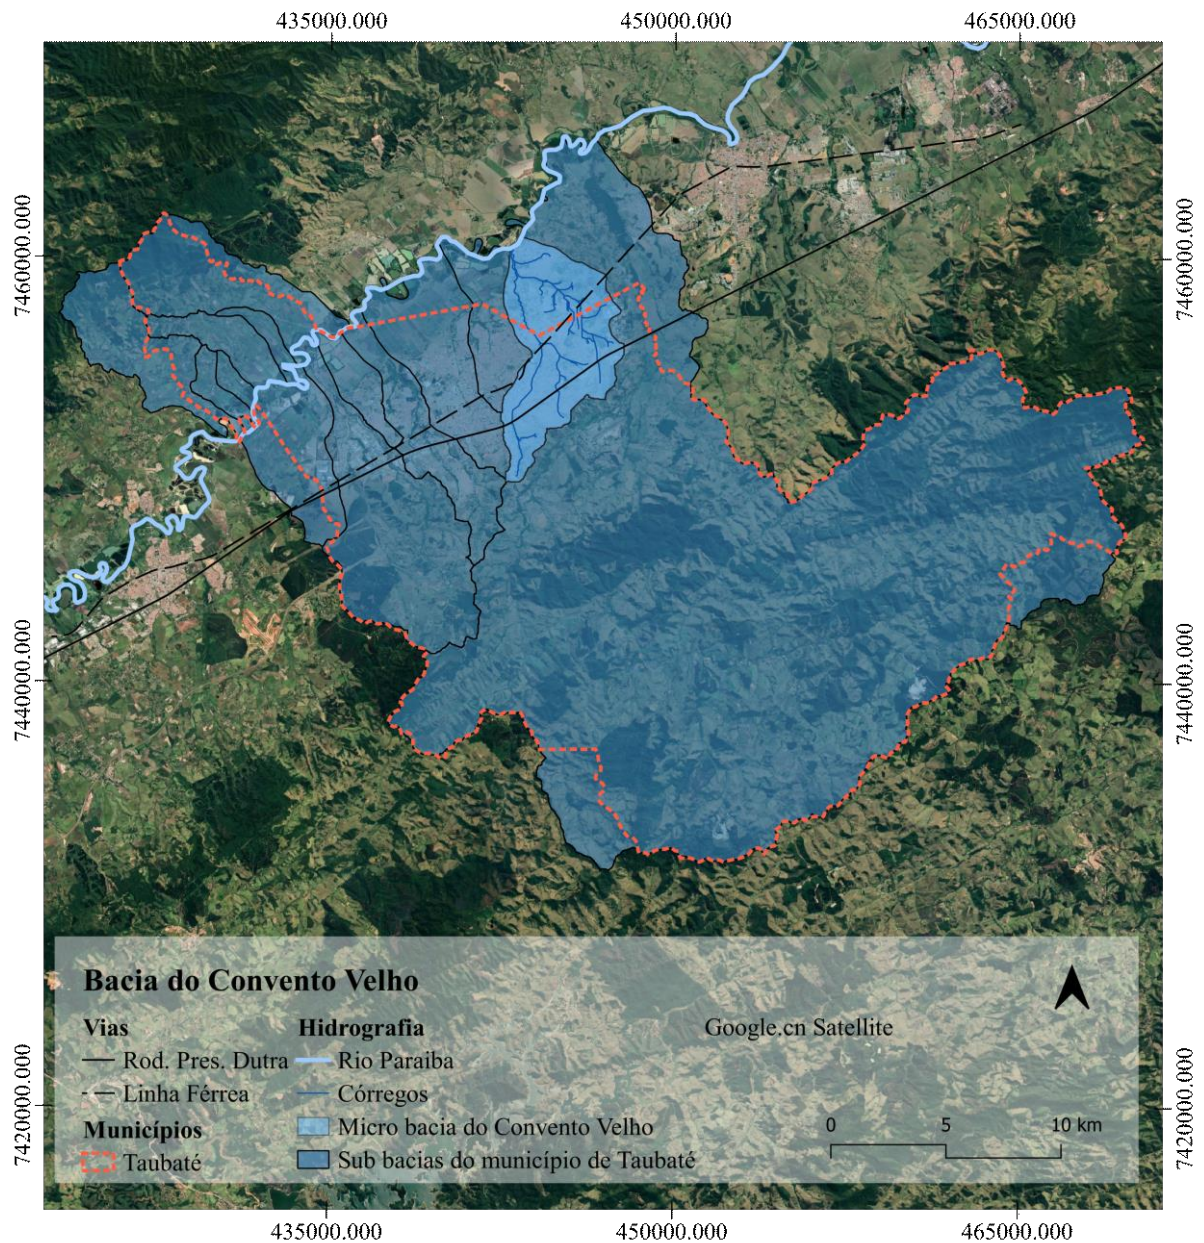 435000.000 450000.000 465000.000
7460000.000
7460000.000
7440000.000
7440000.000
7420000.000
7420000.000
Bacia do Convento Velho
Vias
Rod. Pres. Dutra
Linha Férrea
Municípios
Taubaté
Hidrografia
Rio Paraiba
Córregos
Micro bacia do Convento Velho
Sub bacias do município de Taubaté
Google.cn Satellite
0 5 10 km
435000.000 450000.000 465000.000